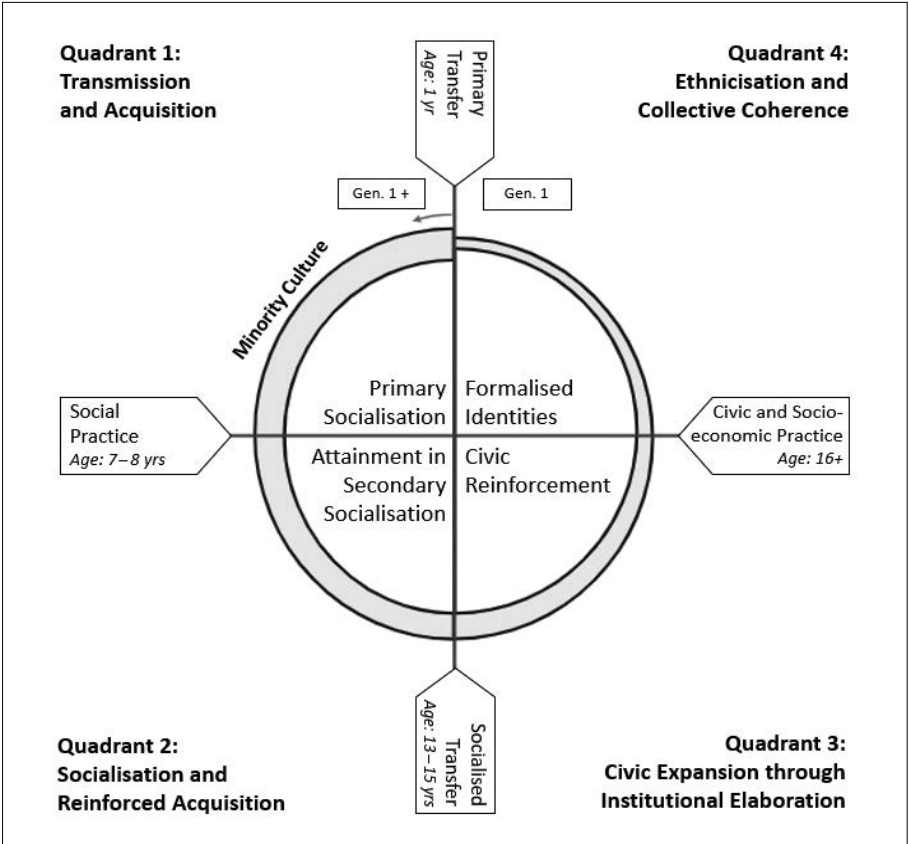 Quadrant 1:
Transmission
and Acquisition
Primary
Transfer
Age: 1 yr
Quadrant 4:
Ethnicisation and
Collective Coherence
Gen. 1 +
Gen. 1
Minority Culture
Primary
Socialisation
Formalised
Identities
Social
Practice
Age: 7–8 yrs
Civic and Socio-
economic Practice
Age: 16+
Attainment in
Secondary
Socialisation
Civic
Reinforcement
Quadrant 2:
Socialisation and
Reinforced Acquisition
Socialised
Transfer
Age: 13–15 yrs
Quadrant 3:
Civic Expansion through
Institutional Elaboration